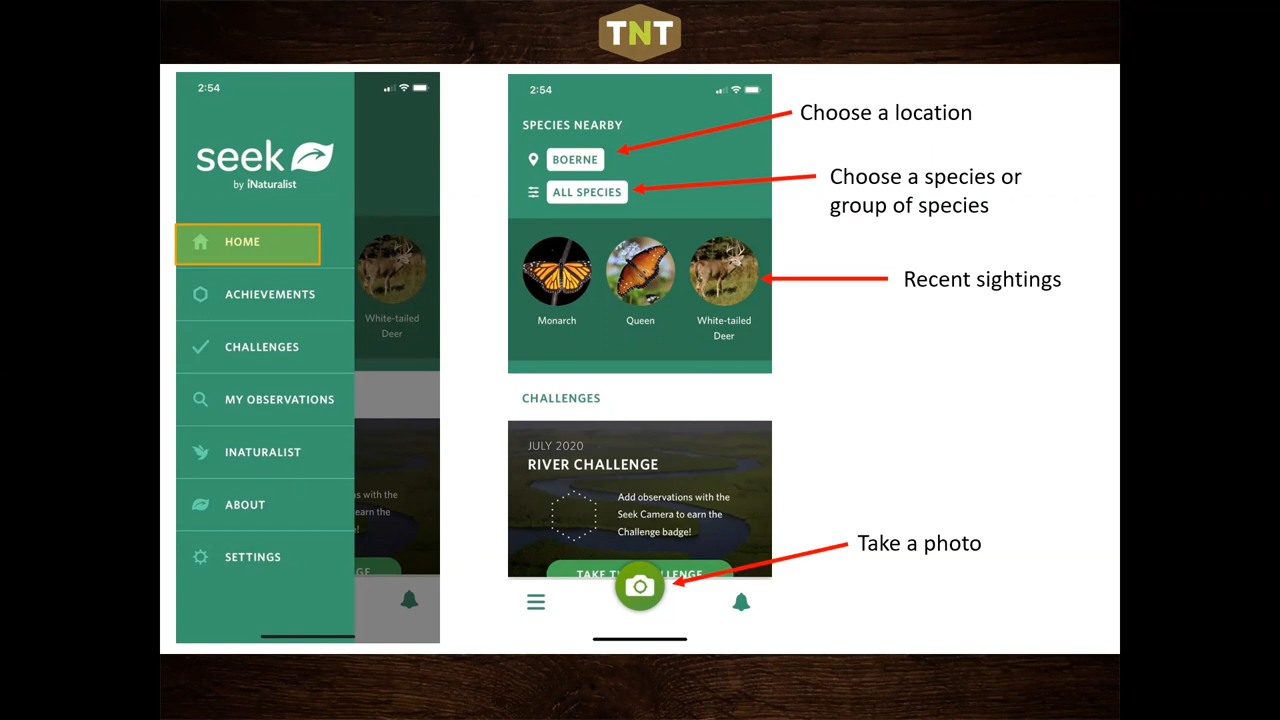 TNT
2:54
seek
by iNaturalist
HOME
ACHIEVEMENTS
CHALLENGES
MY OBSERVATIONS
INATURALIST
ABOUT
SETTINGS
White-tailed
Deer
s with the
earn the
e!
GE
2:54
SPECIES NEARBY
BOERNE
ALL SPECIES
Monarch
Queen
White-tailed
Deer
CHALLENGES
JULY 2020
RIVER CHALLENGE
Add observations with the
Seek Camera to earn the
Challenge badge!
TAKE T LENGE
Choose a location
Choose a species or
group of species
Recent sightings
Take a photo